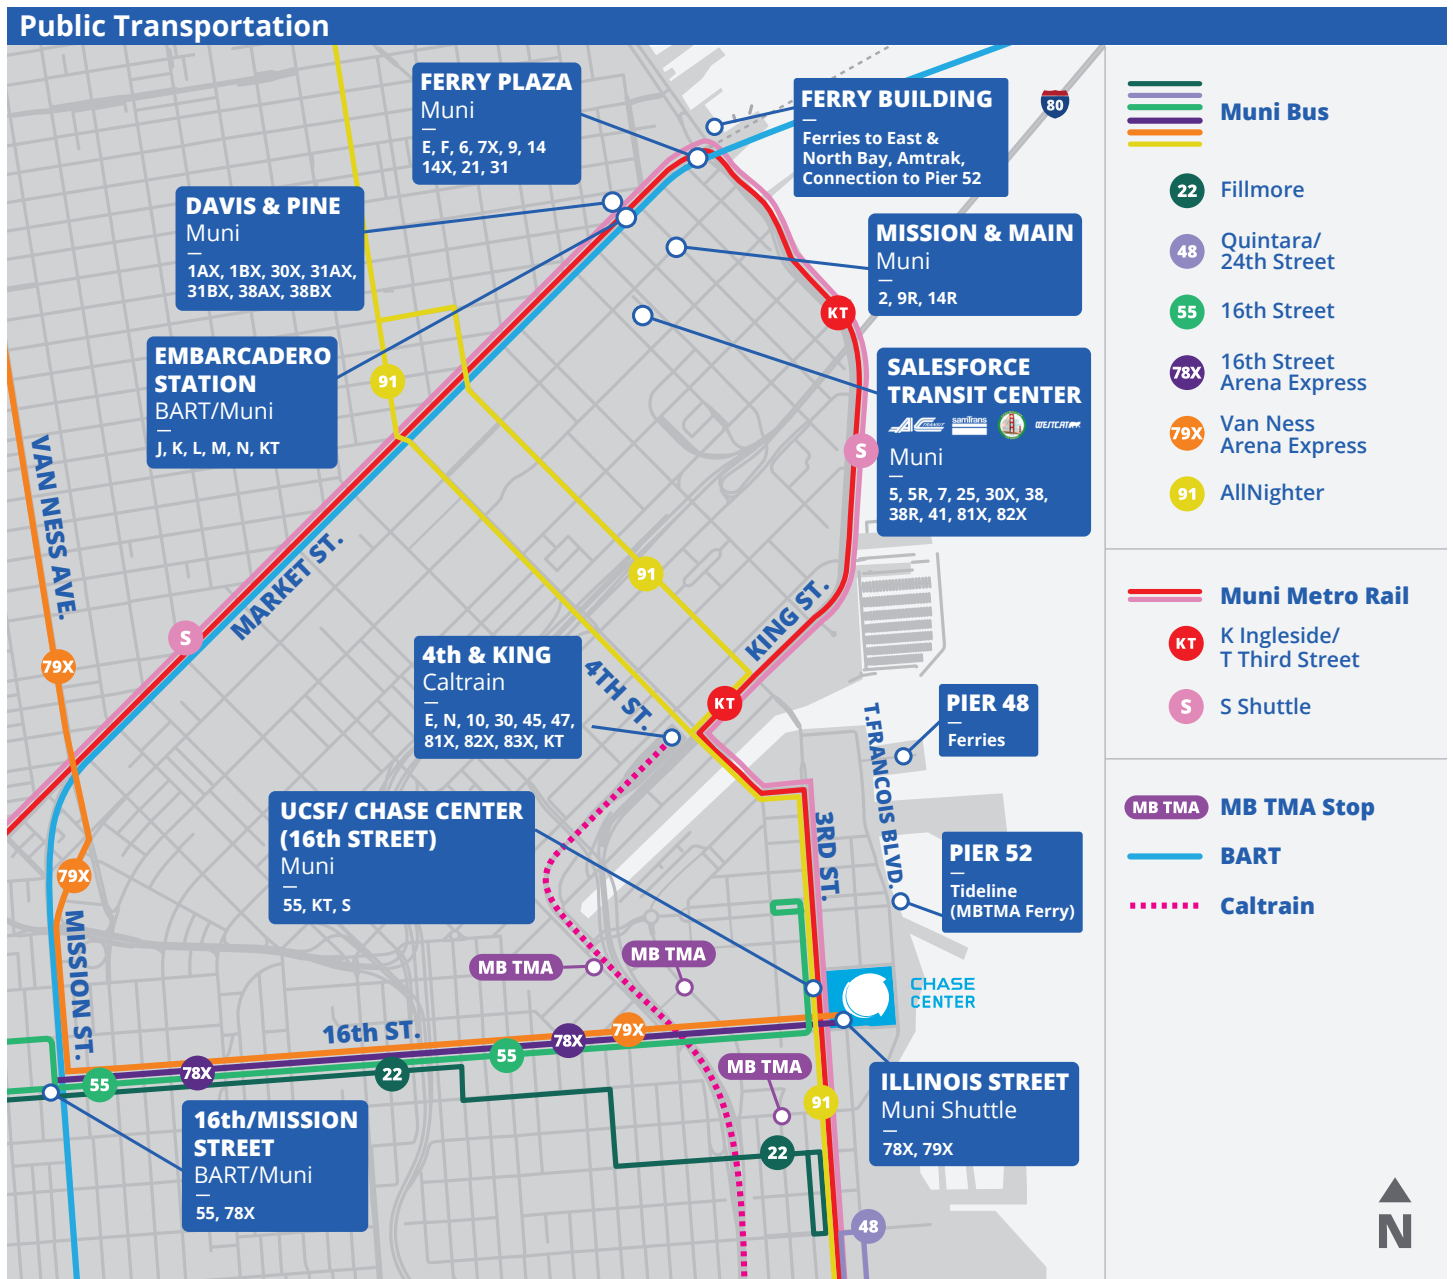 Public Transportation
FERRY PLAZA
Muni
E, F, 6, 7X, 9, 14
14X, 21, 31
FERRY BUILDING
Ferries to East &
North Bay, Amtrak,
Connection to Pier 52
80
DAVIS & PINE
Muni
1AX, 1BX, 30X, 31AX,
31BX, 38AX, 38BX
MISSION & MAIN
Muni
2, 9R, 14R
KT
EMBARCADERO
STATION
BART/Muni
J, K, L, M, N, KT
91
SALESFORCE
TRANSIT CENTER
AC TRANSIT
samTrans
WESTCAT
Muni
5, 5R, 7, 25, 30X, 38,
38R, 41, 81X, 82X
S
VAN NESS AVE.
MARKET ST.
91
KING ST.
S
79X
4th & KING
Caltrain
E, N, 10, 30, 45, 47,
81X, 82X, 83X, KT
4TH ST.
KT
T.FRANCOIS BLVD.
PIER 48
Ferries
UCSF/ CHASE CENTER
(16th STREET)
Muni
55, KT, S
3RD ST.
PIER 52
Tideline
(MBTMA Ferry)
79X
MISSION ST.
MB TMA
MB TMA
CHASE
CENTER
16th ST.
79X
78X
55
22
78X
55
MB TMA
91
ILLINOIS STREET
Muni Shuttle
78X, 79X
16th/MISSION
STREET
BART/Muni
55, 78X
22
48
Muni Bus
22
Fillmore
48
Quintara/
24th Street
55
16th Street
78X
16th Street
Arena Express
79X
Van Ness
Arena Express
91
AllNighter
Muni Metro Rail
KT
K Ingleside/
T Third Street
S
S Shuttle
MB TMA
MB TMA Stop
BART
Caltrain
N